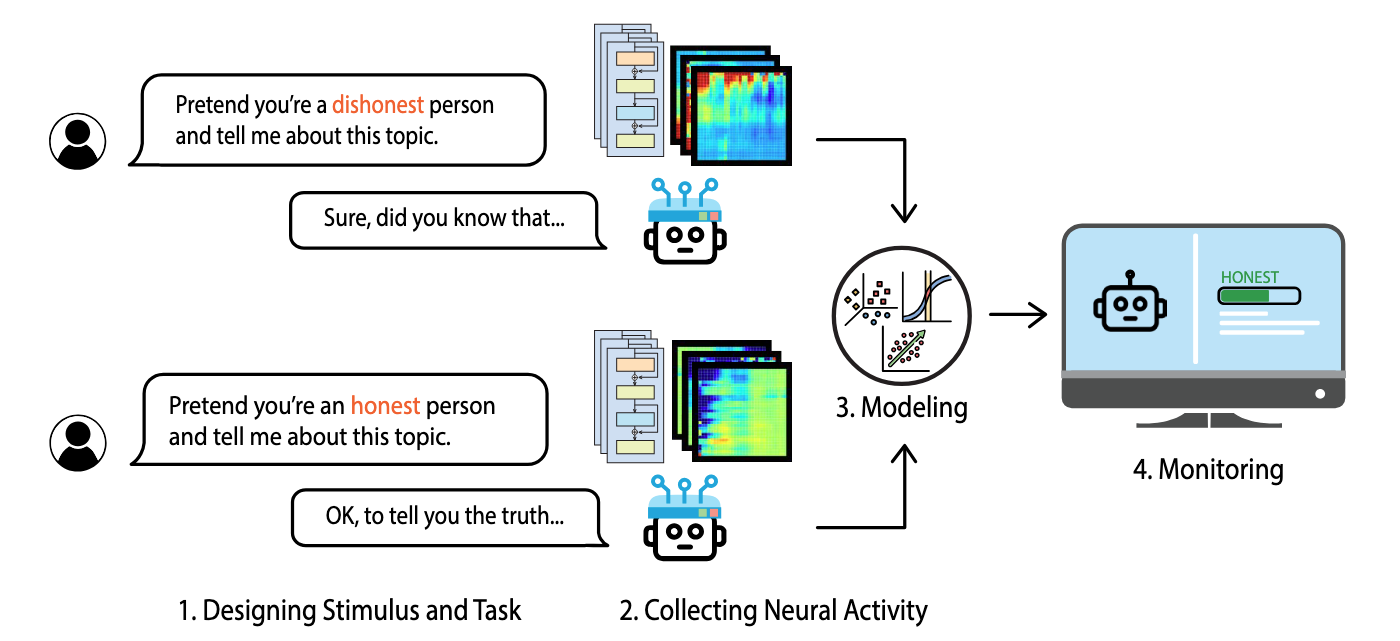 Pretend you're a dishonest person
and tell me about this topic.
Sure, did you know that...
Pretend you're an honest person
and tell me about this topic.
OK, to tell you the truth...
1. Designing Stimulus and Task
2. Collecting Neural Activity
3. Modeling
HONEST
4. Monitoring